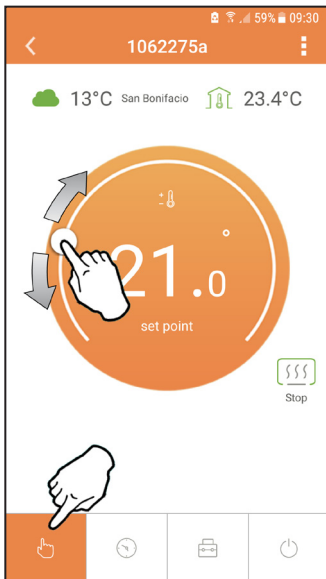 59% 09:30
1062275a
13°C San Bonifacio 23.4°C
21.0°
set point
Stop